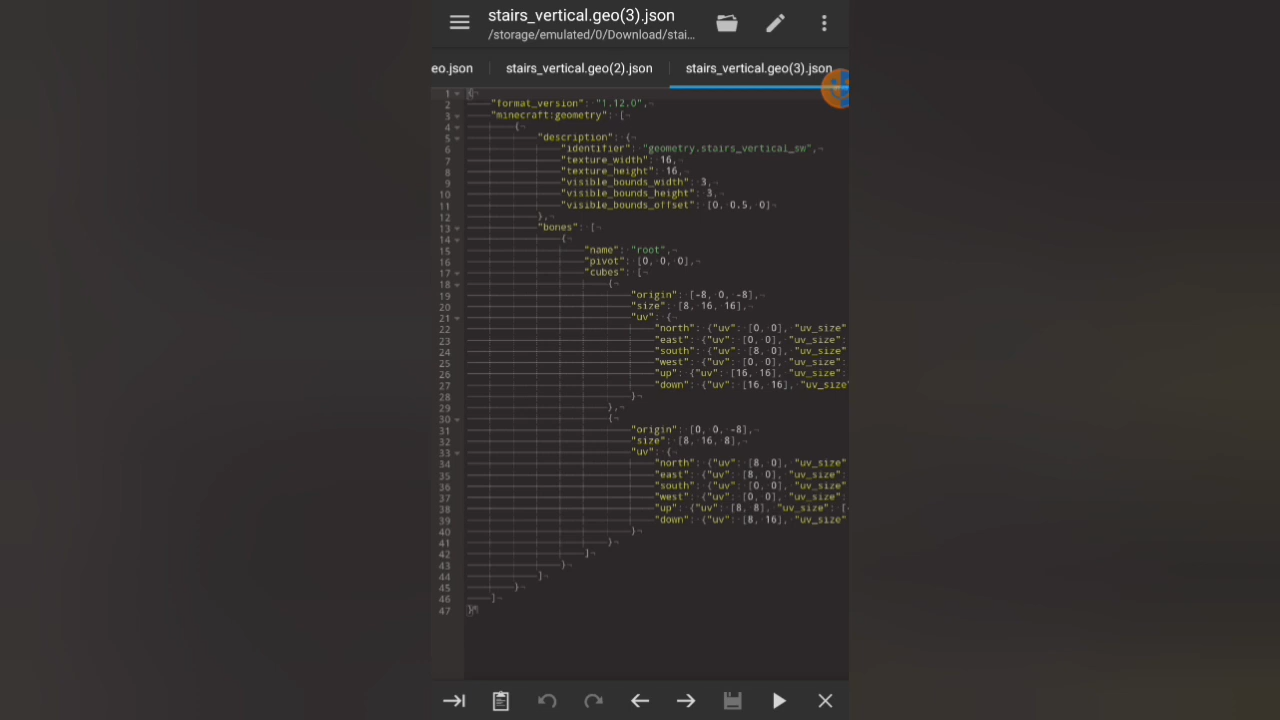 stairs_vertical.geo(3).json
/storage/emulated/0/Download/stai...
eo.json
stairs_vertical.geo(2).json
stairs_vertical.geo(3).json
1 {
2 "format_version": "1.12.0",
3 "minecraft:geometry": [
4 {
5 "description": {
6 "identifier": "geometry.stairs_vertical_sw",
7 "texture_width": 16,
8 "texture_height": 16,
9 "visible_bounds_width": 3,
10 "visible_bounds_height": 3,
11 "visible_bounds_offset": [0, 0.5, 0]
12 },
13 "bones": [
14 {
15 "name": "root",
16 "pivot": [0, 0, 0],
17 "cubes": [
18 {
19 "origin": [-8, 0, -8],
20 "size": [8, 16, 16],
21 "uv": {
22 "north": {"uv": [0, 0], "uv_size"
23 "east": {"uv": [0, 0], "uv_size":
24 "south": {"uv": [8, 0], "uv_size"
25 "west": {"uv": [0, 0], "uv_size":
26 "up": {"uv": [16, 16], "uv_size":
27 "down": {"uv": [16, 16], "uv_size"
28 }
29 },
30 {
31 "origin": [0, 0, -8],
32 "size": [8, 16, 8],
33 "uv": {
34 "north": {"uv": [8, 0], "uv_size"
35 "east": {"uv": [8, 0], "uv_size":
36 "south": {"uv": [0, 0], "uv_size"
37 "west": {"uv": [0, 0], "uv_size":
38 "up": {"uv": [8, 8], "uv_size": [
39 "down": {"uv": [8, 16], "uv_size"
40 }
41 }
42 ]
43 }
44 ]
45 }
46 ]
47 }